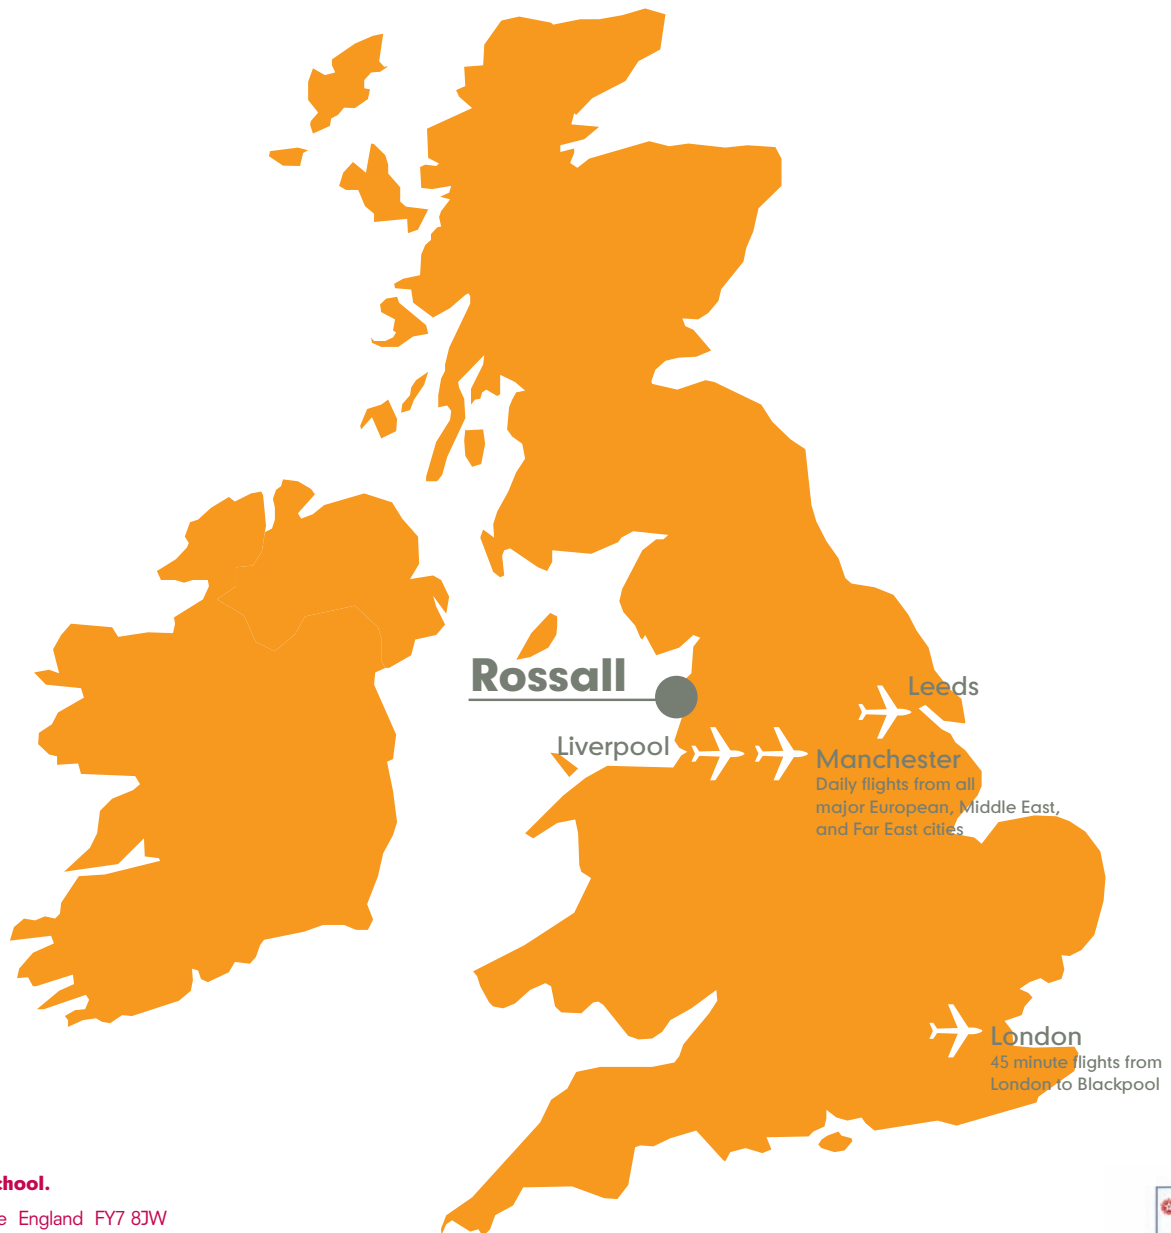 Rossall
Leeds
Liverpool
Manchester
Daily flights from all
major European, Middle East,
and Far East cities
London
45 minute flights from
London to Blackpool
England FY7 8JW